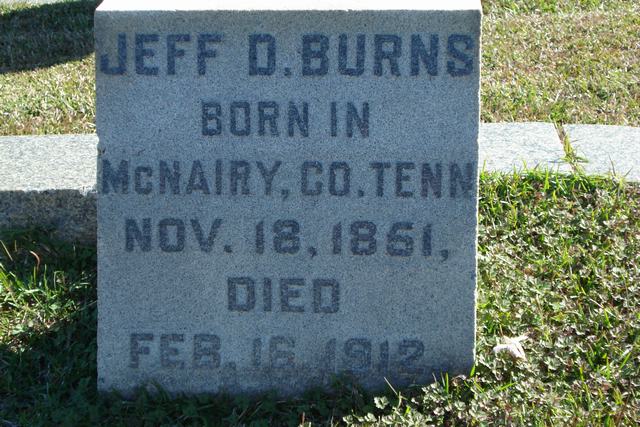 JEFF D. BURNS
BORN IN
McNAIRY, CO. TENN
NOV. 18, 1861,
DIED
FEB. 16, 1912